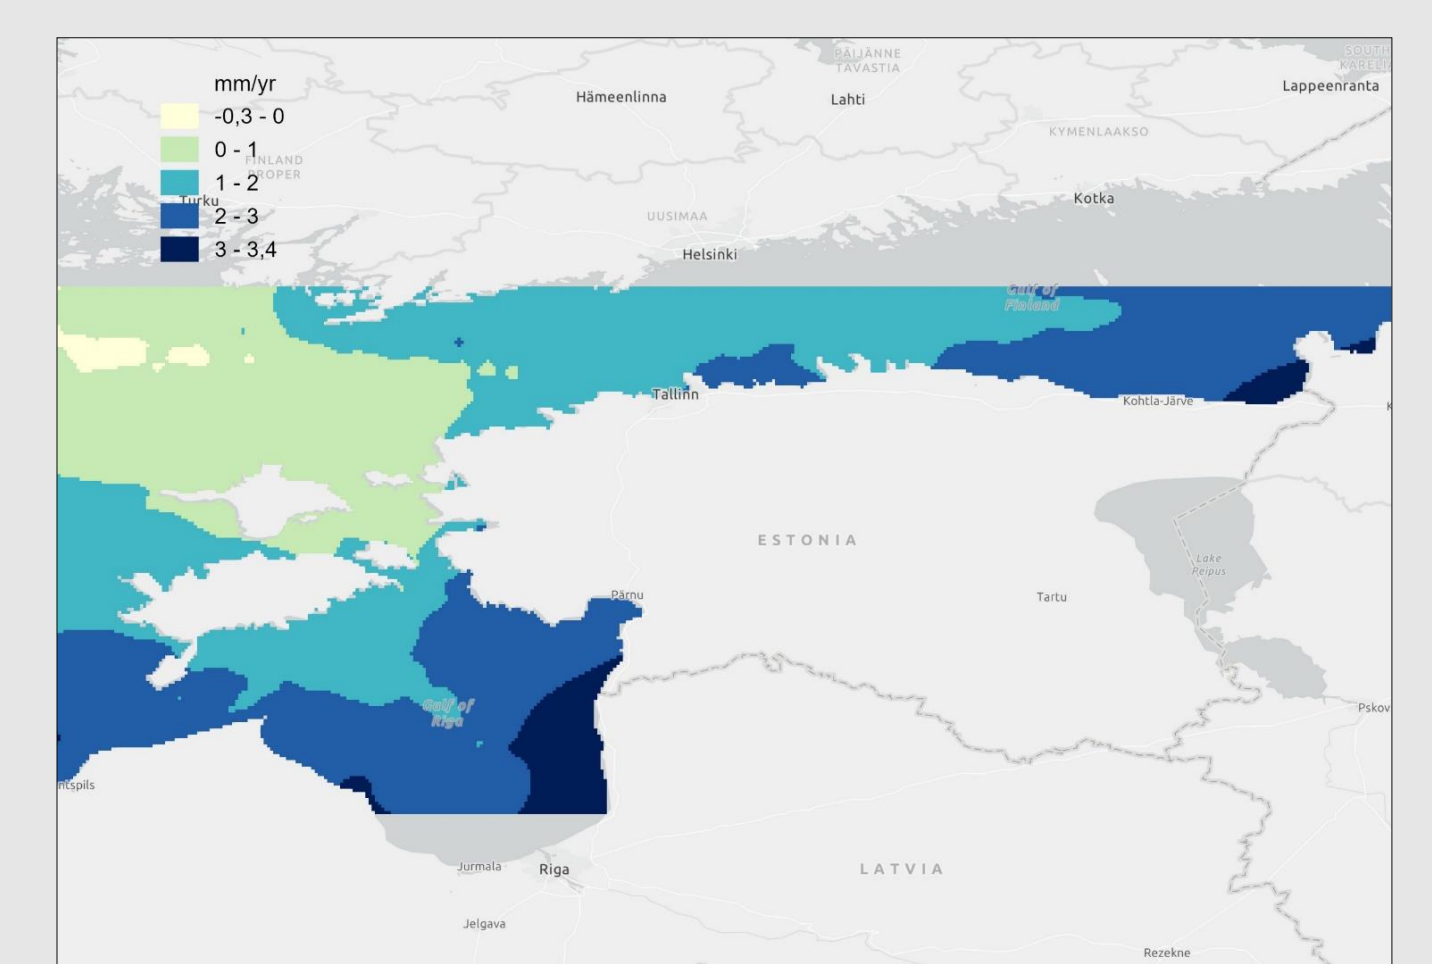 mm/yr
-0,3 - 0
0 - 1
1 - 2
2 - 3
3 - 3,4
PÄIJÄNNE
TAVASTIA
SOUTH
KARELI
Hämeenlinna
Lahti
Lappeenranta
KYMENLAAKSO
FINLAND
PROPER
Turku
UUSIMAA
Kotka
Helsinki
Gulf of
Finland
Tallinn
Kohtla-Järve
K
ESTONIA
Lake
Peipus
Pärnu
Tartu
Gulf of
Riga
Pskov
ntspils
Jurmala
Riga
LATVIA
Jelgava
Rezekne